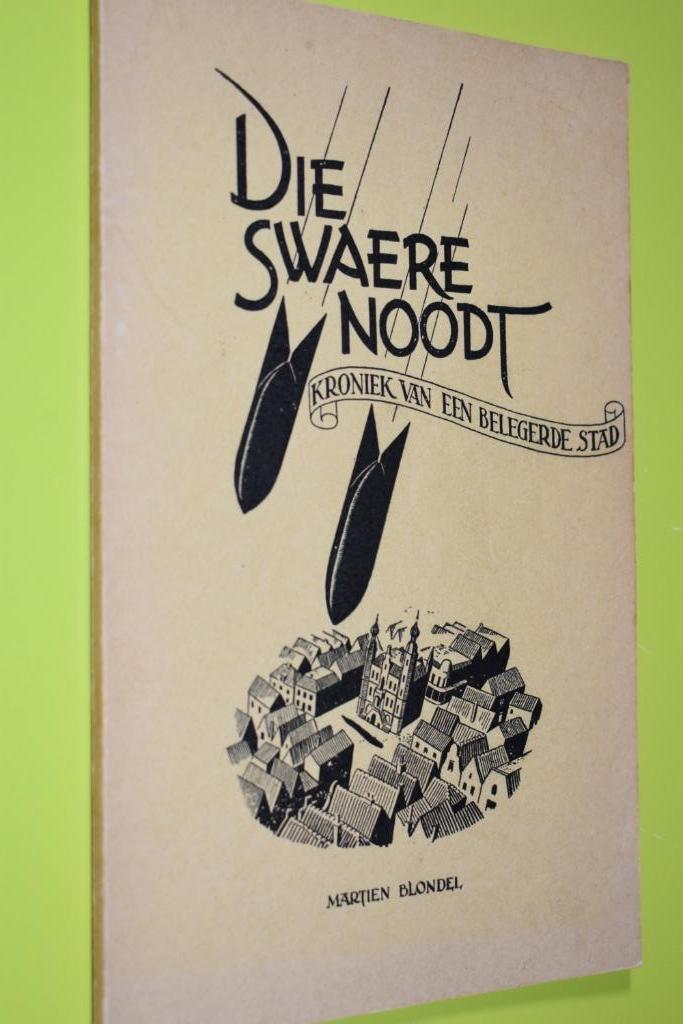 DIE
SWAERE
NOODT
KRONIEK VAN EEN BELEGERDE STAD
MARTIEN BLONDEL